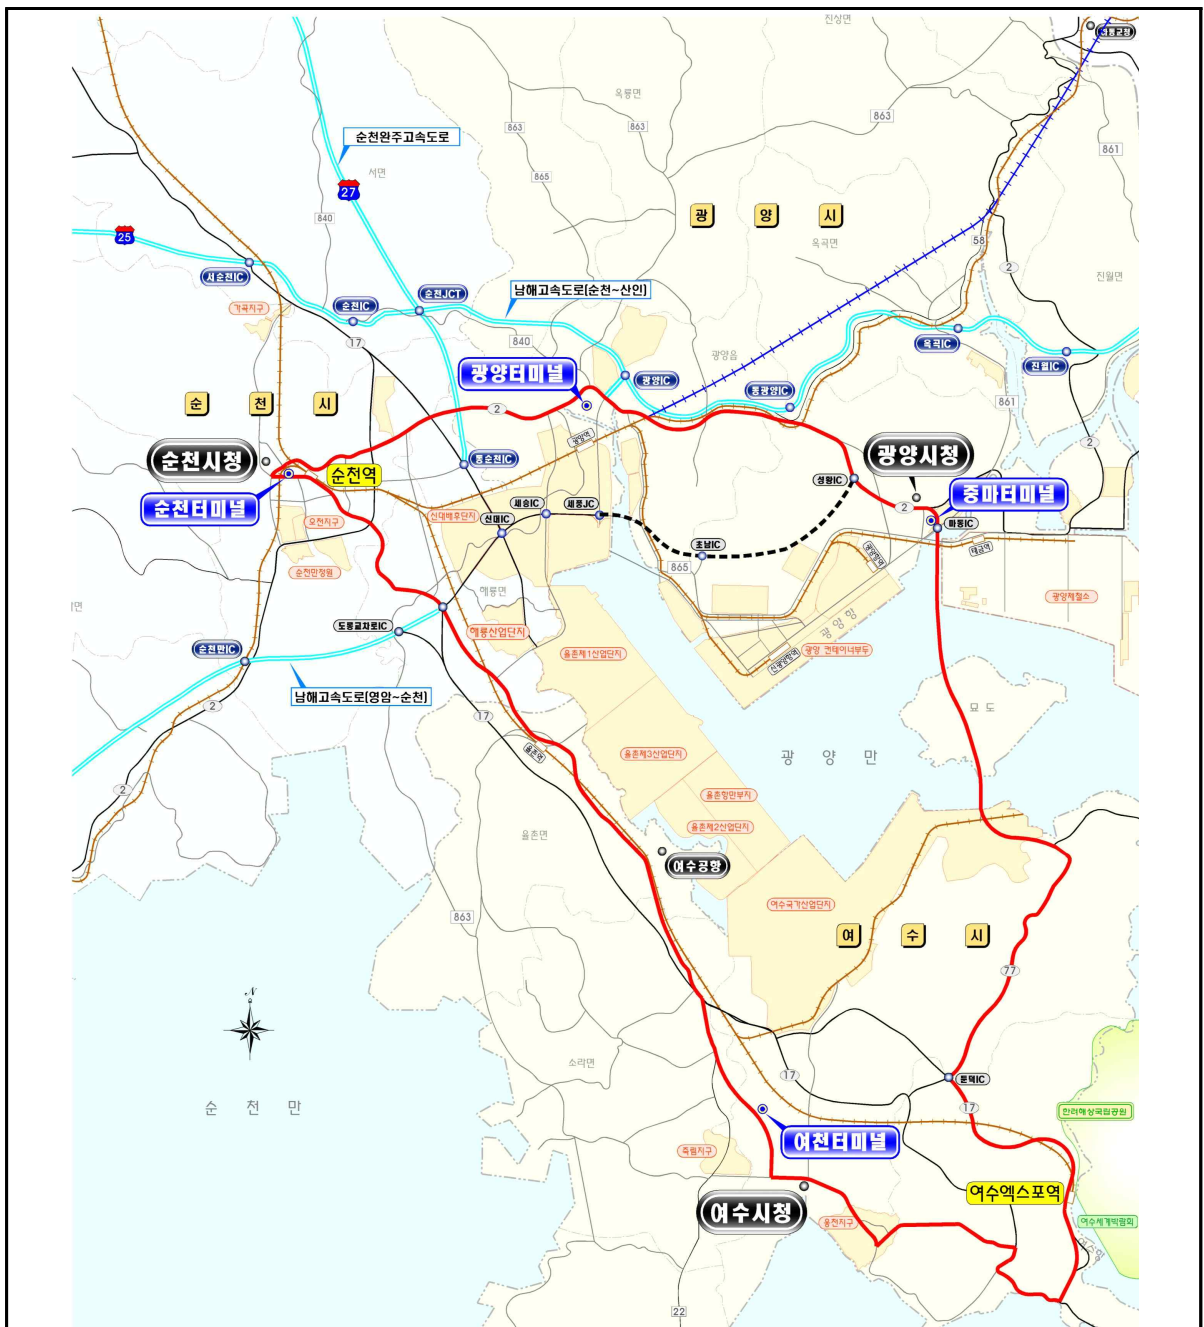 진상면
옥룡면
863
863
863
순천완주고속도로
서면
27
865
861
840
광 양 시
옥곡면
25
58
2
진월면
서순천IC
순천IC
순천JCT
남해고속도로(순천~산인)
가곡지구
17
840
광양읍
옥곡IC
진월IC
광양터미널
광양IC
동광양IC
순 천 시
2
861
광양역
2
순천시청
순천역
동순천IC
성황IC
광양시청
순천터미널
중마터미널
신대배후단지
세승IC
세풍JC
2
오천지구
신대IC
마동IC
초남IC
태금역
순천만정원
865
해룡면
광양제철소
도롱교차로IC
해룡산업단지
광양항
순천만IC
율촌제1산업단지
광양 컨테이너부두
남해고속도로(영암~순천)
2
17
묘도
율촌역
율촌제3산업단지
광양만
2
율촌항만부지
율촌제2산업단지
율촌면
여수공항
여수국가산업단지
863
여 수 시
77
N
소라면
17
둔덕IC
순천만
17
한려해상국립공원
여천터미널
죽림지구
여수엑스포역
여수시청
웅천지구
여수세계박람회
여수항
22